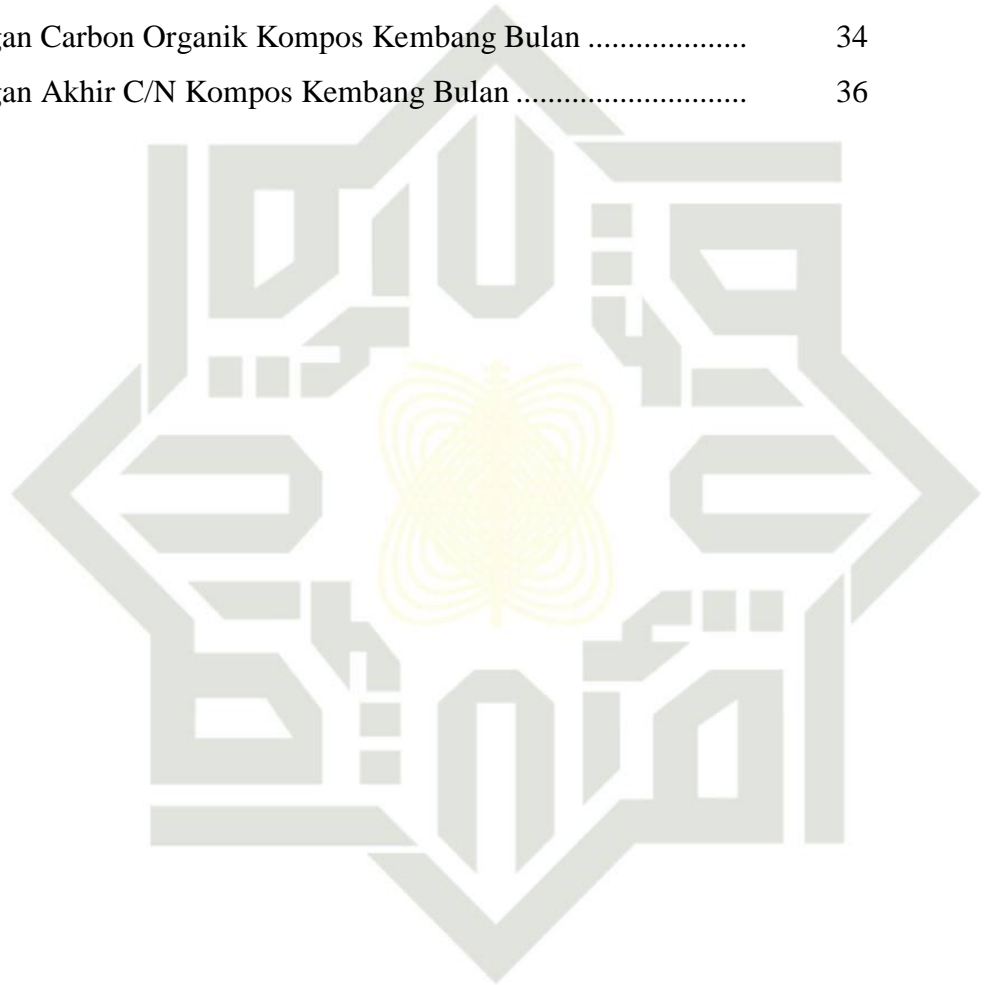 gan Carbon Organik Kompos Kembang Bulan .................... 34
gan Akhir C/N Kompos Kembang Bulan ............................. 36